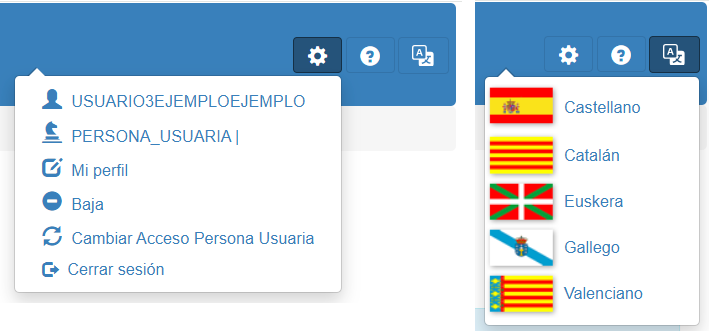 USUARIO3EJEMPLOEJEMPLO
PERSONA_USUARIA |
Mi perfil
Baja
Cambiar Acceso Persona Usuaria
Cerrar sesión
Castellano
Catalán
Euskera
Gallego
Valenciano